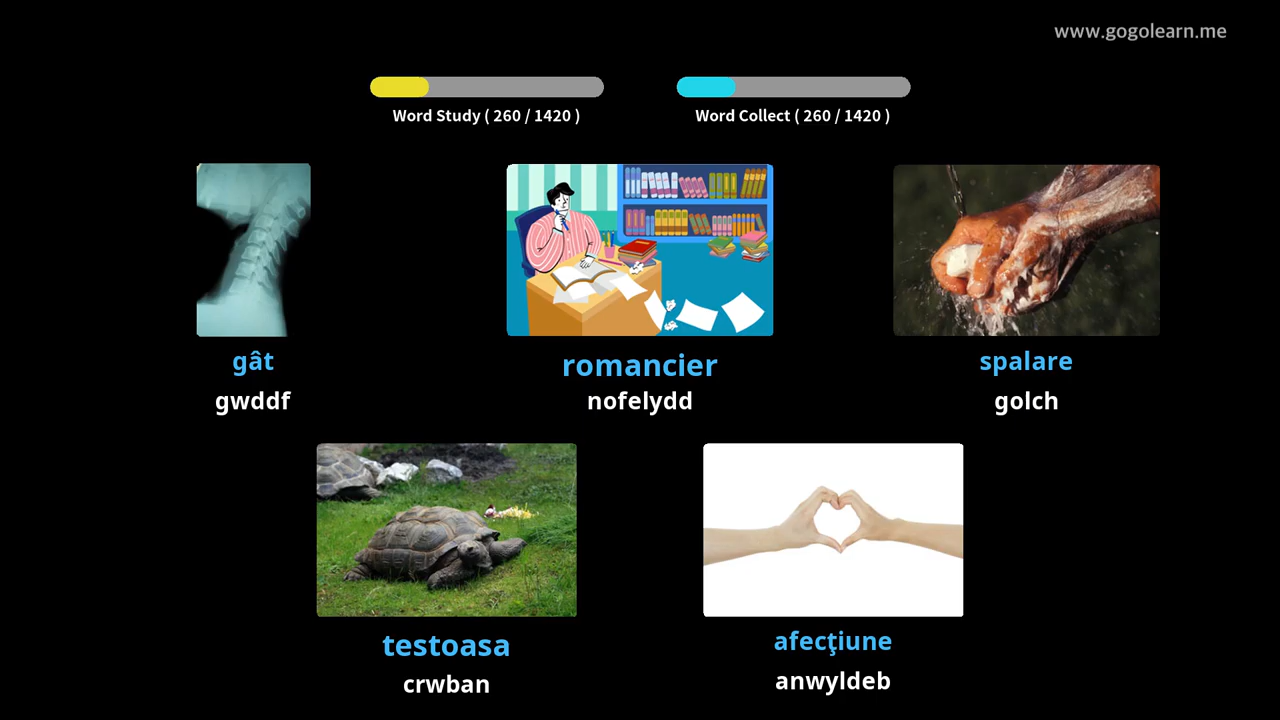 www.gogolearn.me
Word Study ( 260 / 1420 )
Word Collect ( 260 / 1420 )
gât
gwddf
romancier
nofelydd
spalare
golch
testoasa
crwban
afecţiune
anwyldeb